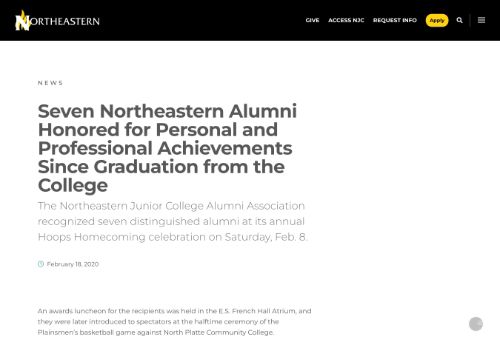 NORTHEASTERN
GIVE ACCESS NJC REQUEST INFO Apply
NEWS
Seven Northeastern Alumni
Honored for Personal and
Professional Achievements
Since Graduation from the
College
The Northeastern Junior College Alumni Association
recognized seven distinguished alumni at its annual
Hoops Homecoming celebration on Saturday, Feb. 8.
February 18, 2020
An awards luncheon for the recipients was held in the E.S. French Hall Atrium, and
they were later introduced to spectators at the halftime ceremony of the
Plainsmen's basketball game against North Platte Community College.